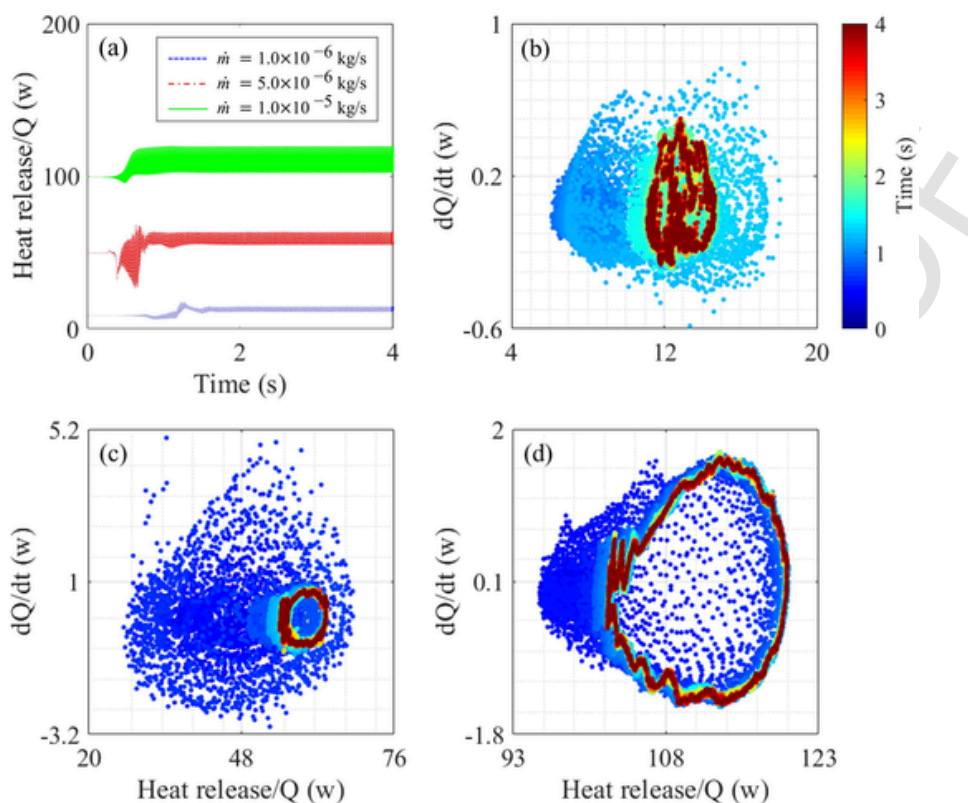 (a)
200
100
0
0
2
4
Heat release/Q (w)
Time (s)
ṁ = 1.0×10 −6 kg/s
ṁ = 5.0×10 −6 kg/s
ṁ = 1.0×10 −5 kg/s
(b)
1
0.2
-0.6
4
12
20
dQ/dt (w)
4
3
2
1
0
Time (s)
(c)
5.2
1
-3.2
20
48
76
dQ/dt (w)
Heat release/Q (w)
(d)
2
0.1
-1.8
93
108
123
dQ/dt (w)
Heat release/Q (w)